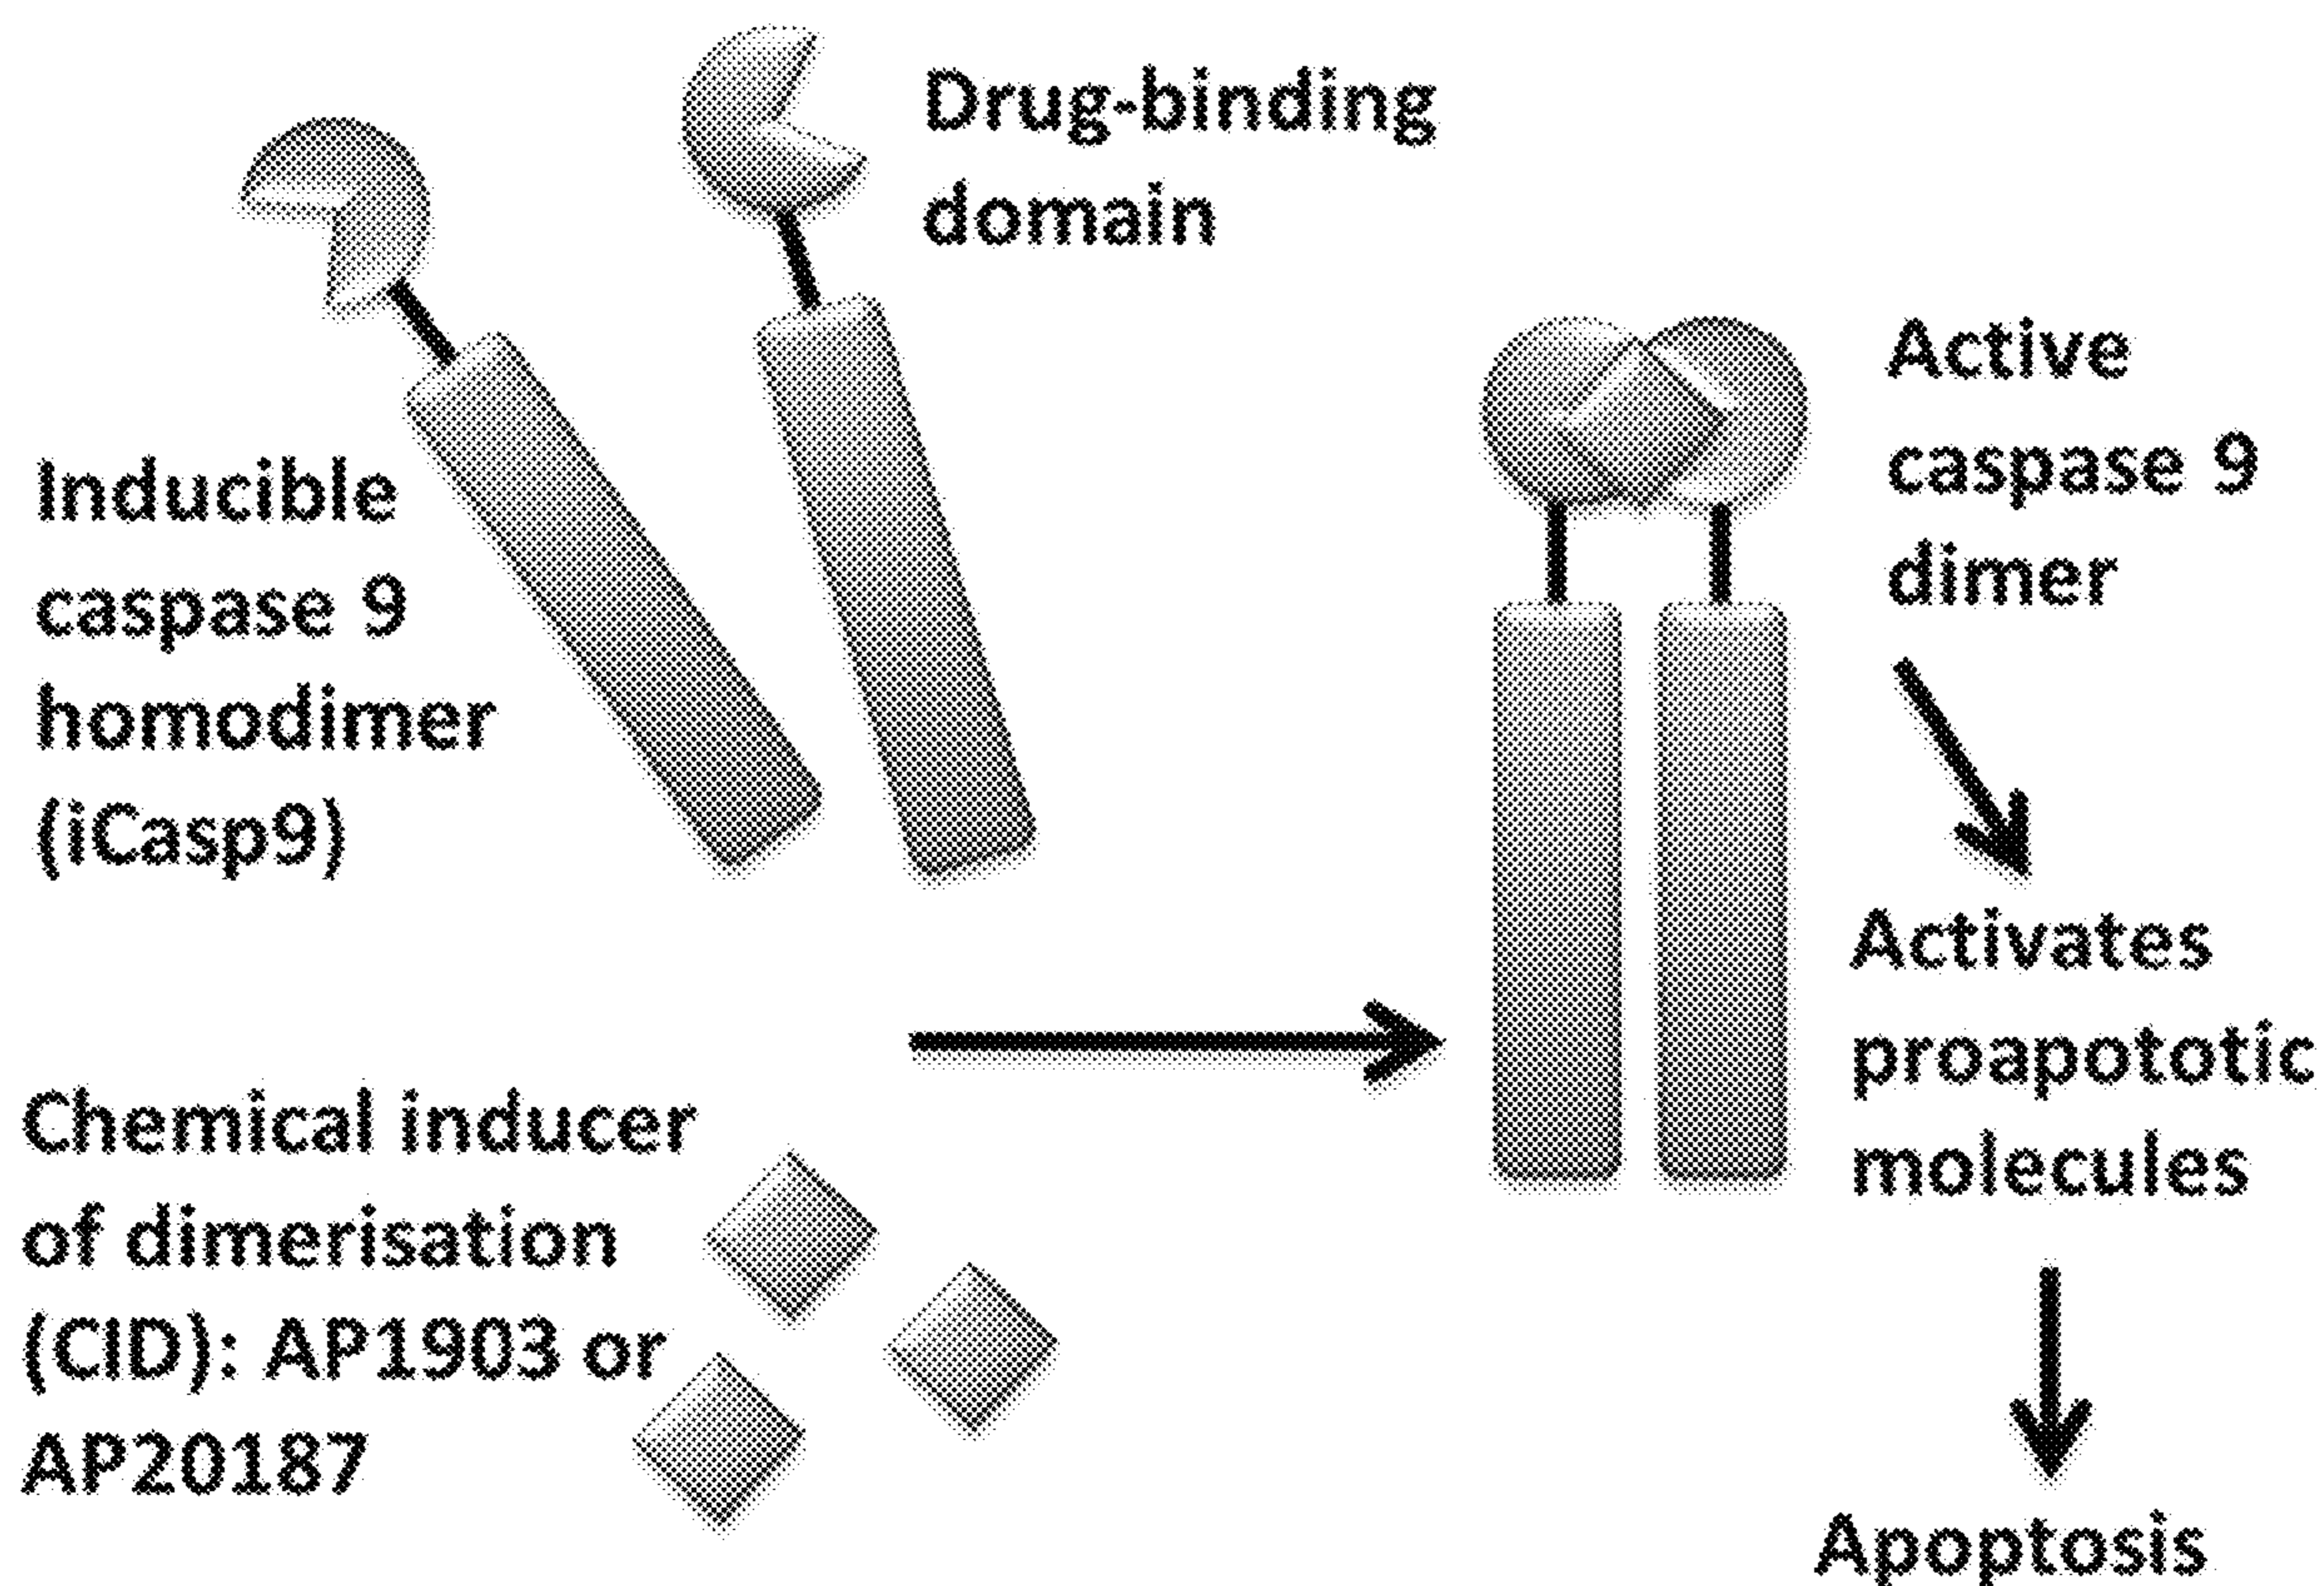 Drug-binding
domain
Inducible
caspase 9
homodimer
(iCasp9)
Chemical inducer
of dimerisation
(CID): AP1903 or
AP20187
Active
caspase 9
dimer
Activates
proapototic
molecules
Apoptosis